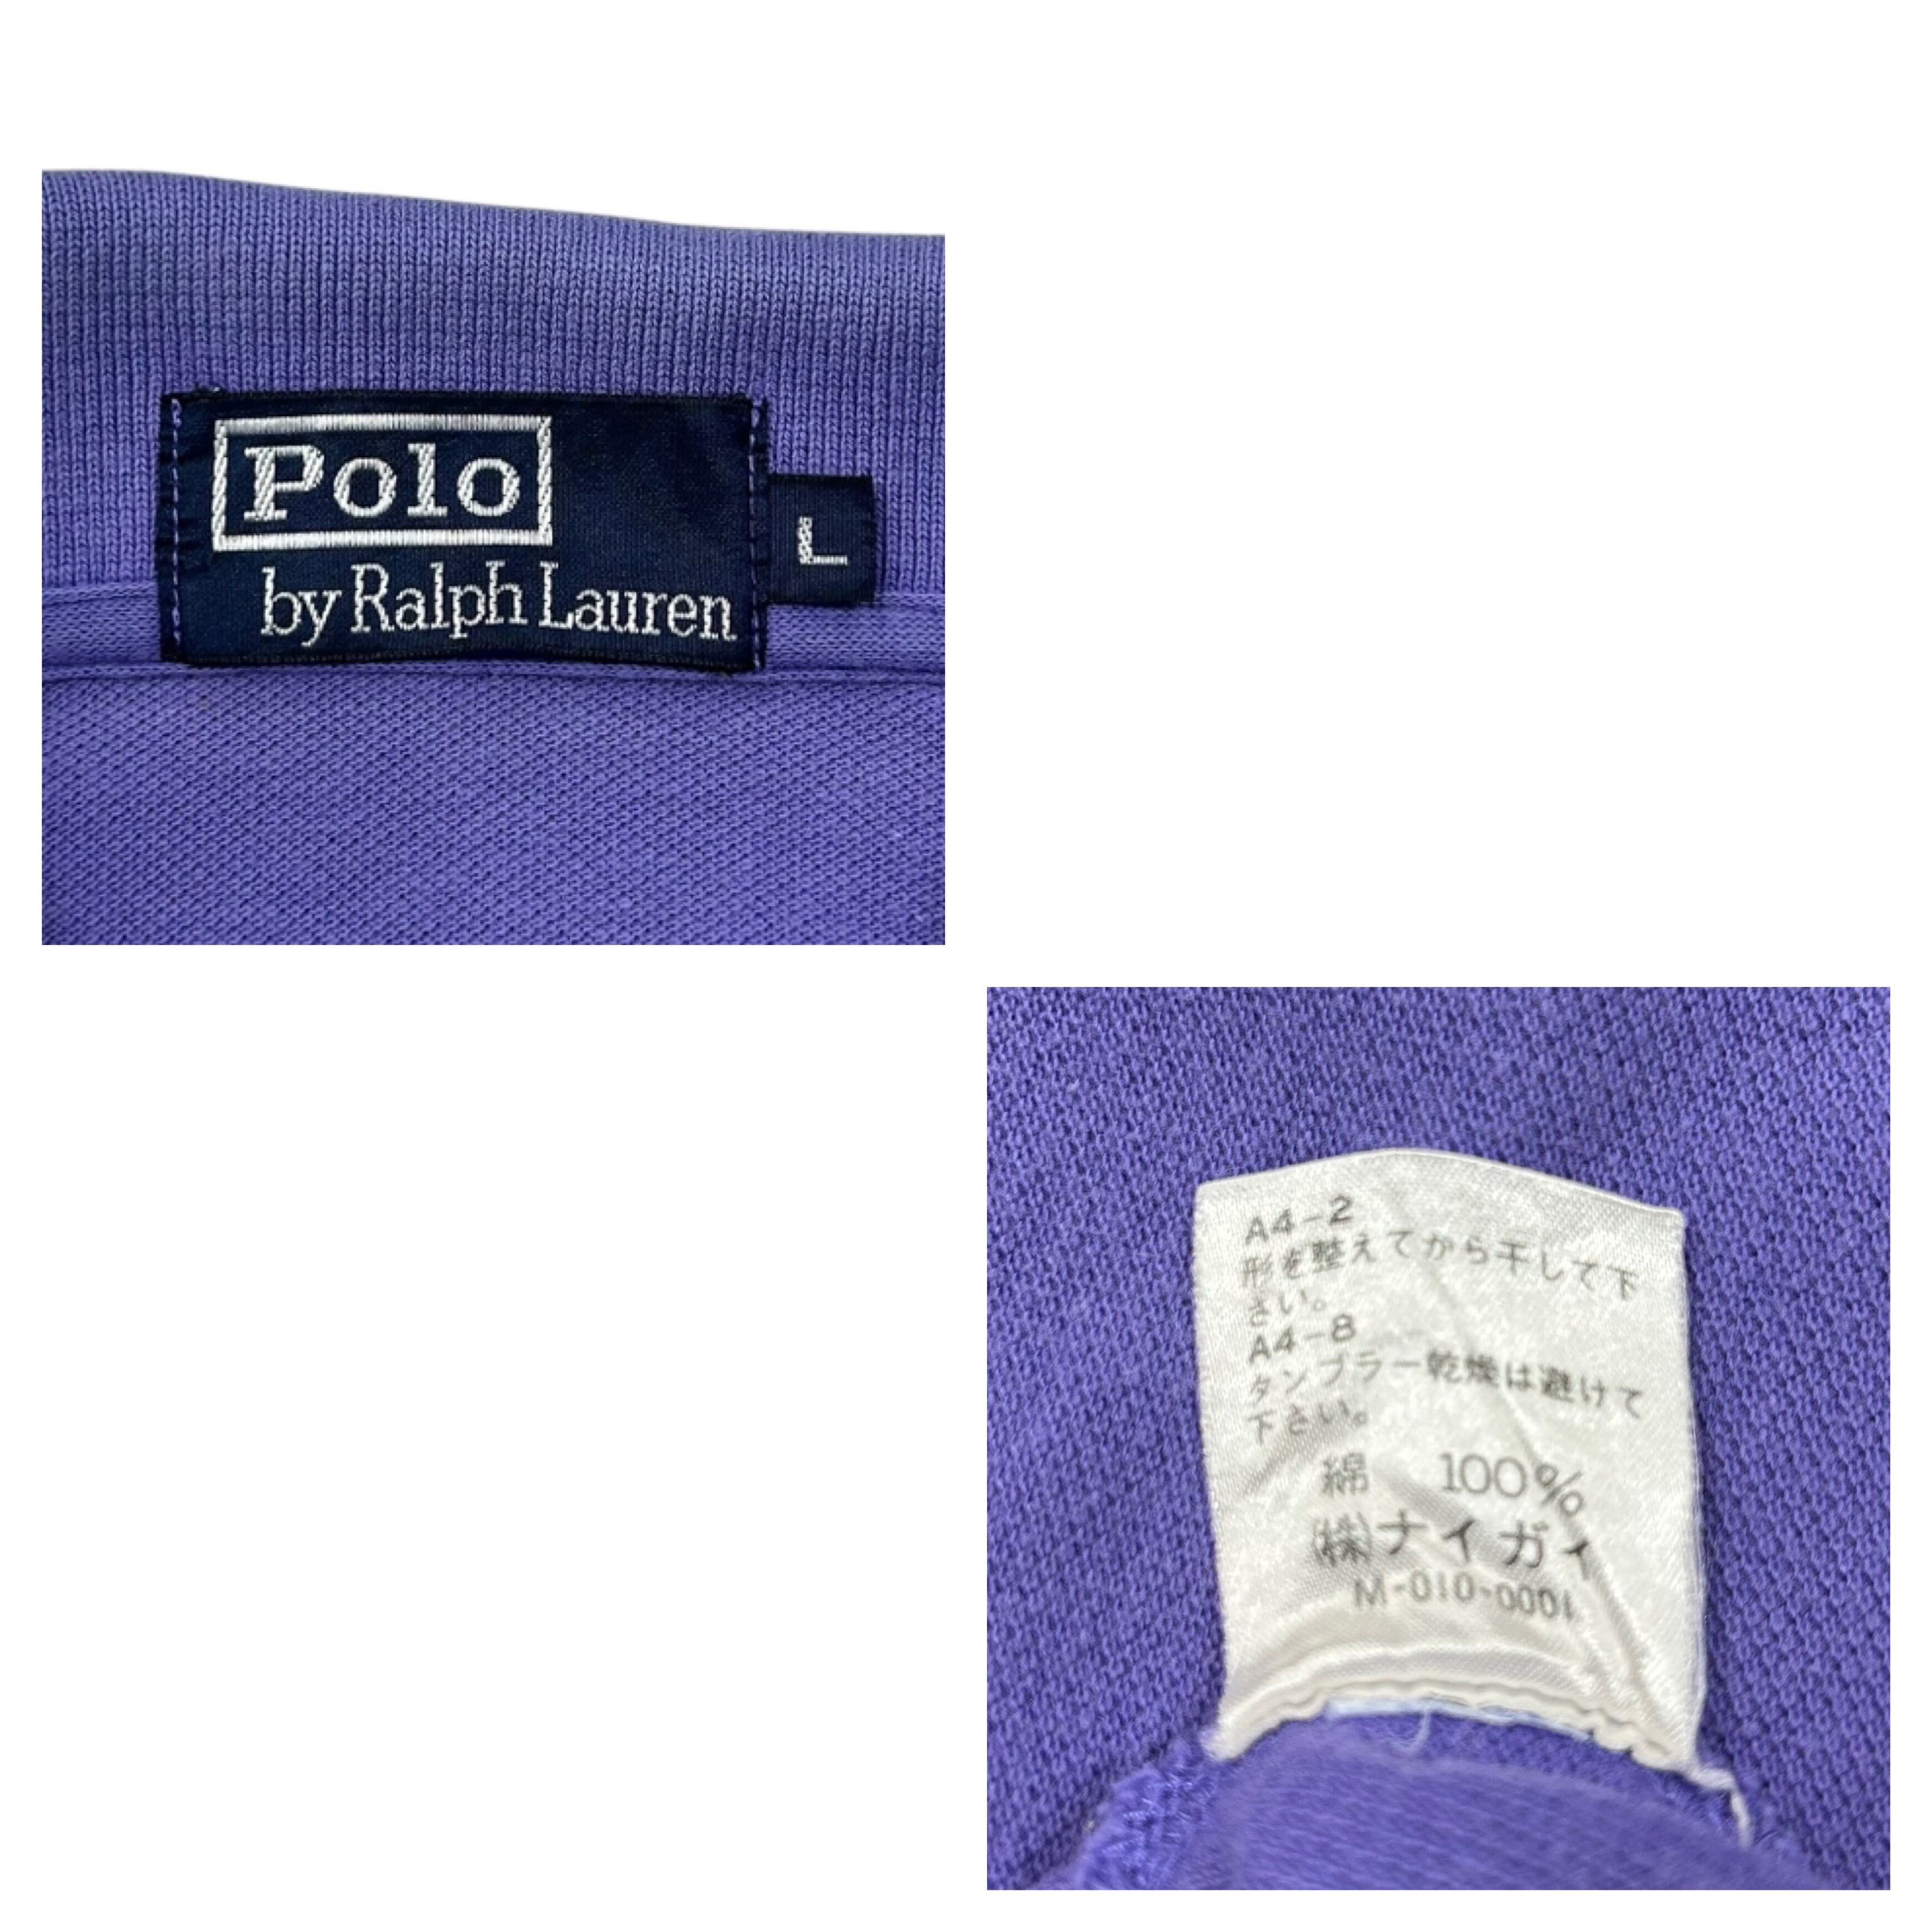 Polo
by Ralph Lauren
L
A4-2
形を整えてから干して下
さい。
A4-8
タンブラー乾燥は避けて
下さい。
綿 100%
㈱ナイガイ
M-010-0001